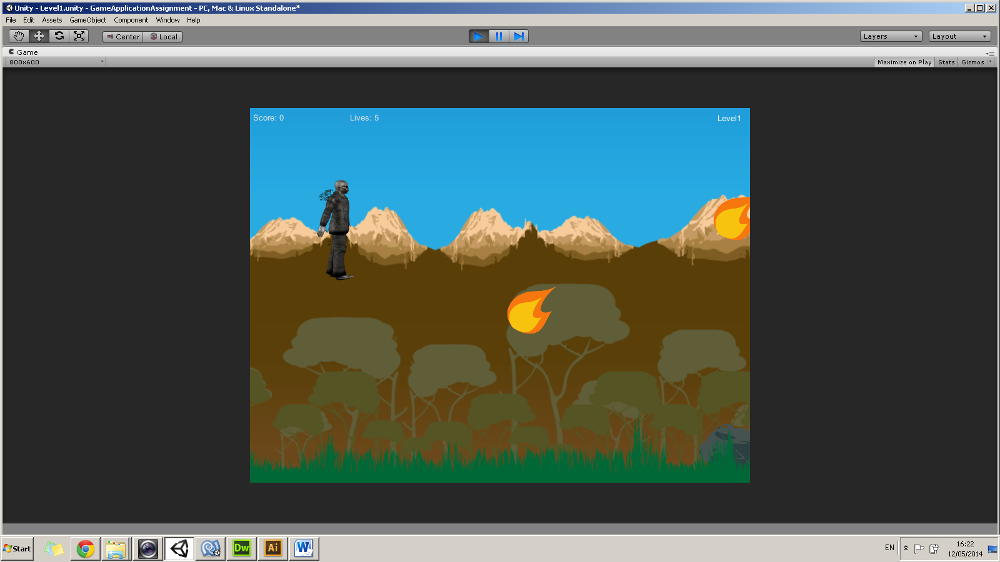 Unity - Level1.unity - GameApplicationAssignment - PC, Mac & Linux Standalone*
File Edit Assets GameObject Component Window Help
Center Local Layers Layout
Game
800x600 Maximize on Play Stats Gizmos
Score: 0 Lives: 5 Level1
Start Dw Ai W EN 16:22
12/05/2014